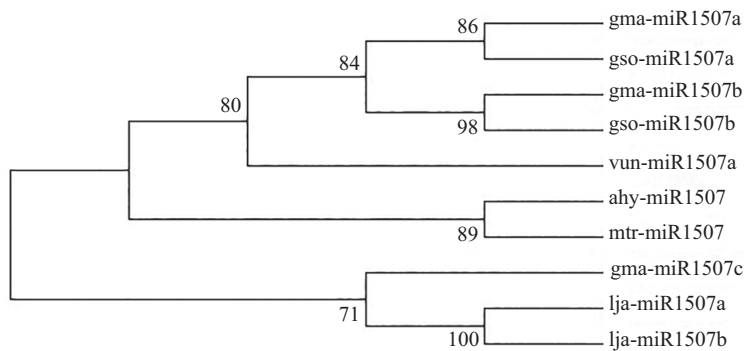 86
gma-miR1507a
84
gso-miR1507a
80
gma-miR1507b
98
gso-miR1507b
vun-miR1507a
ahy-miR1507
89
mtr-miR1507
gma-miR1507c
71
lja-miR1507a
100
lja-miR1507b